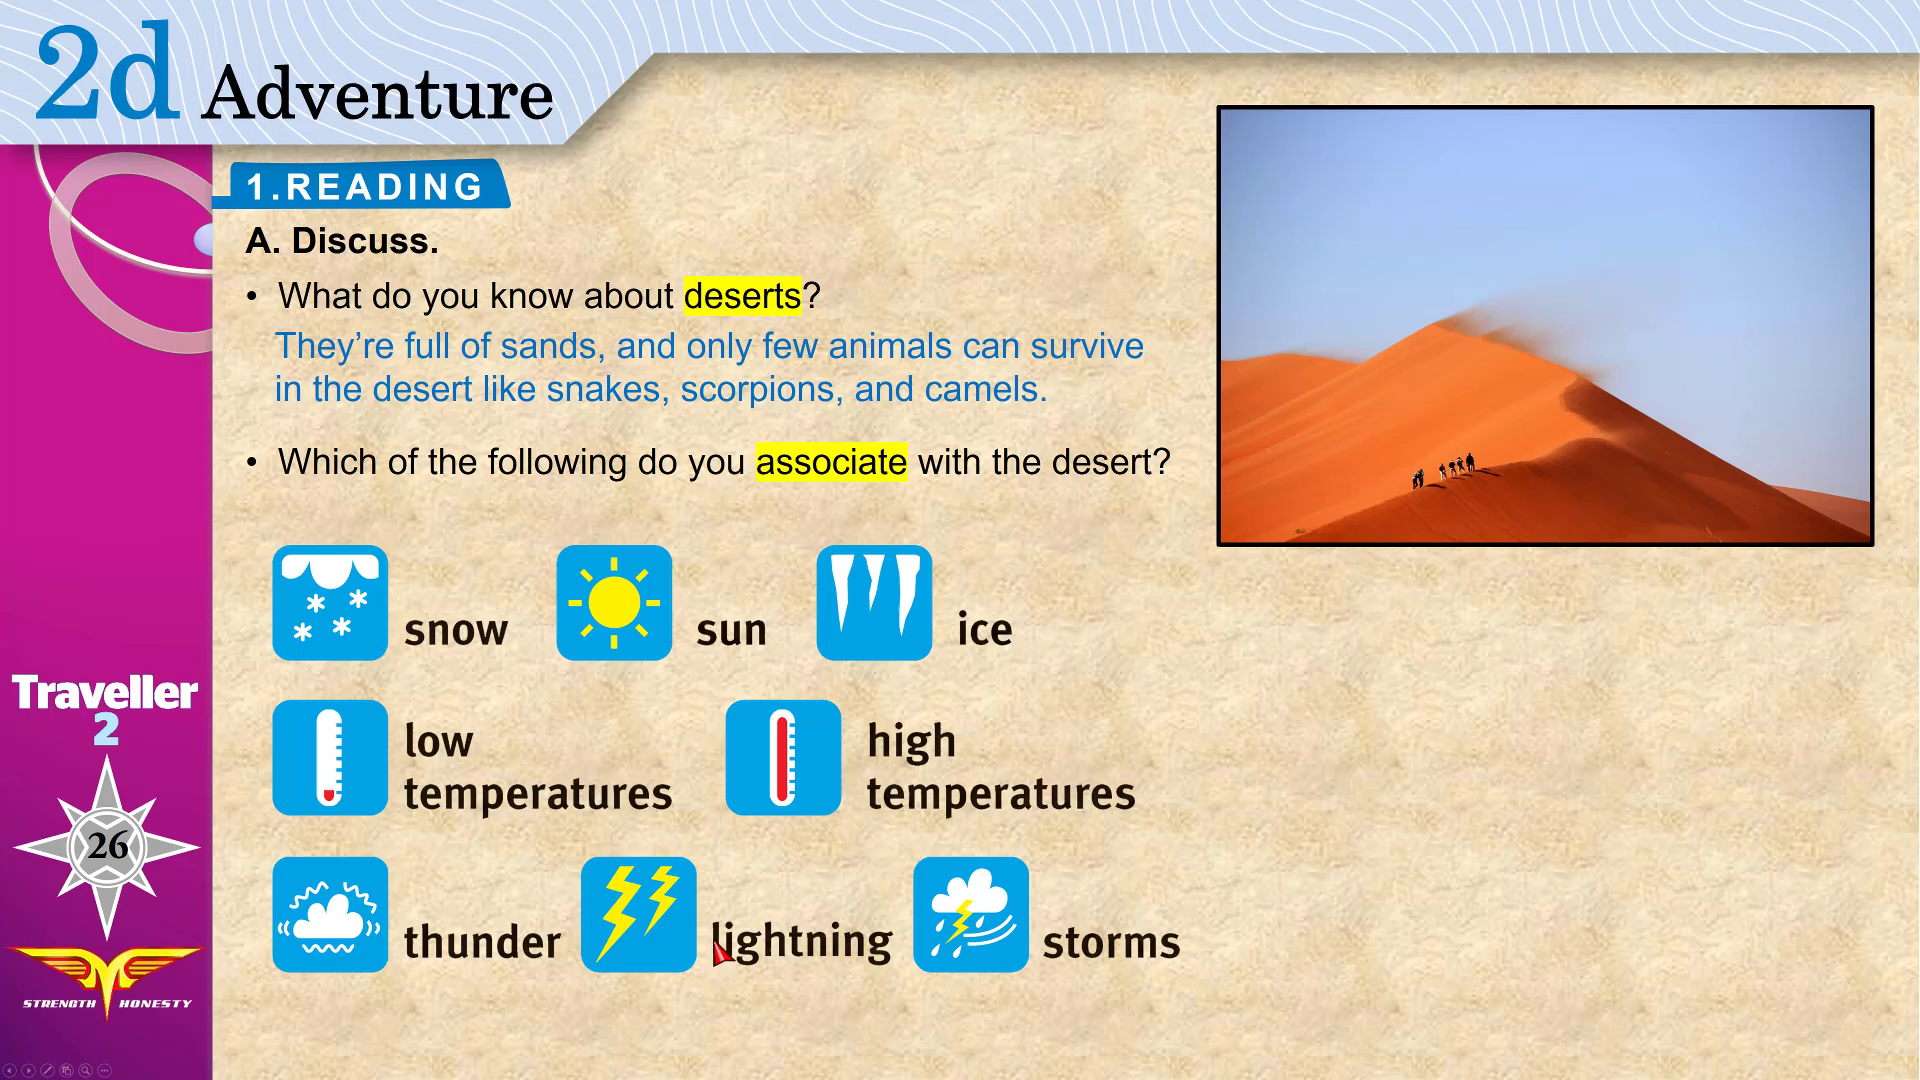 2d Adventure
1.READING
A. Discuss.
• What do you know about deserts?
They’re full of sands, and only few animals can survive
in the desert like snakes, scorpions, and camels.
• Which of the following do you associate with the desert?
snow sun ice
low temperatures
high temperatures
thunder lightning storms
Traveller
2
26
STRENGTH HONESTY